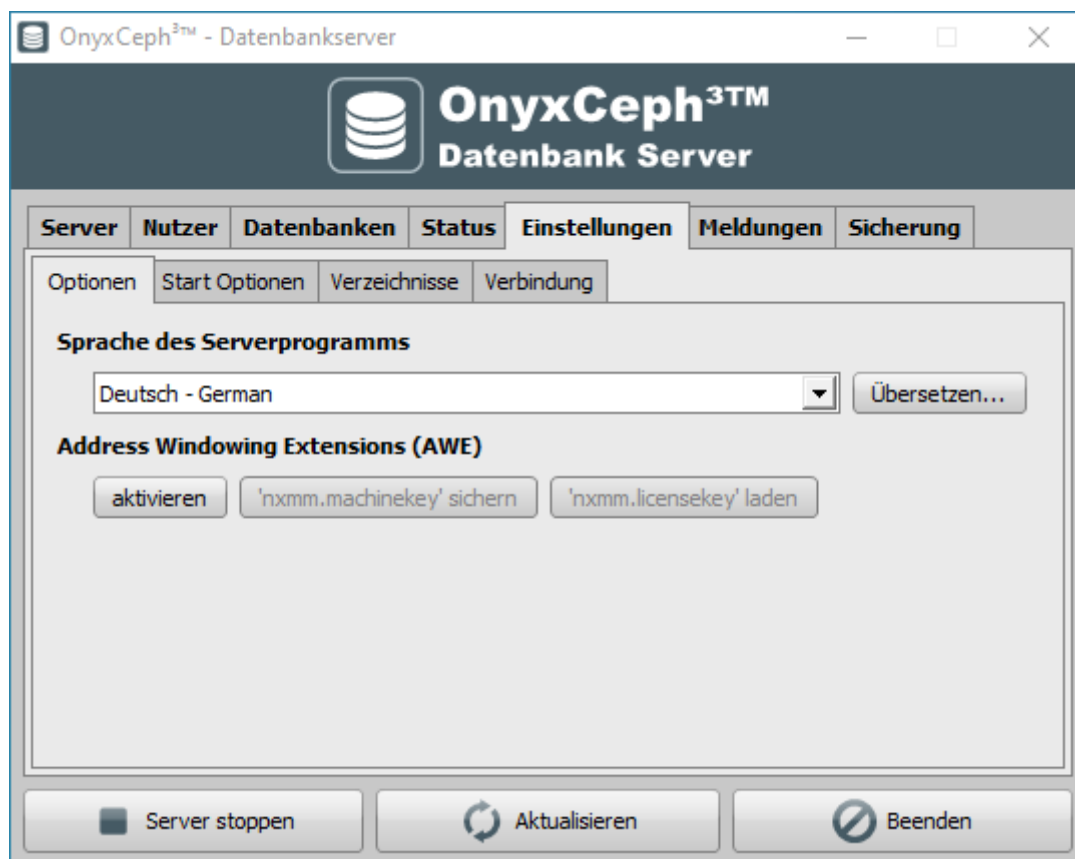 OnyxCeph³™ - Datenbankserver
OnyxCeph³™
Datenbank Server
Server Nutzer Datenbanken Status Einstellungen Meldungen Sicherung
Optionen Start Optionen Verzeichnisse Verbindung
Sprache des Serverprogramms
Deutsch - German Übersetzen...
Address Windowing Extensions (AWE)
aktivieren 'nxmm.machinekey' sichern 'nxmm.licensekey' laden
Server stoppen Aktualisieren Beenden